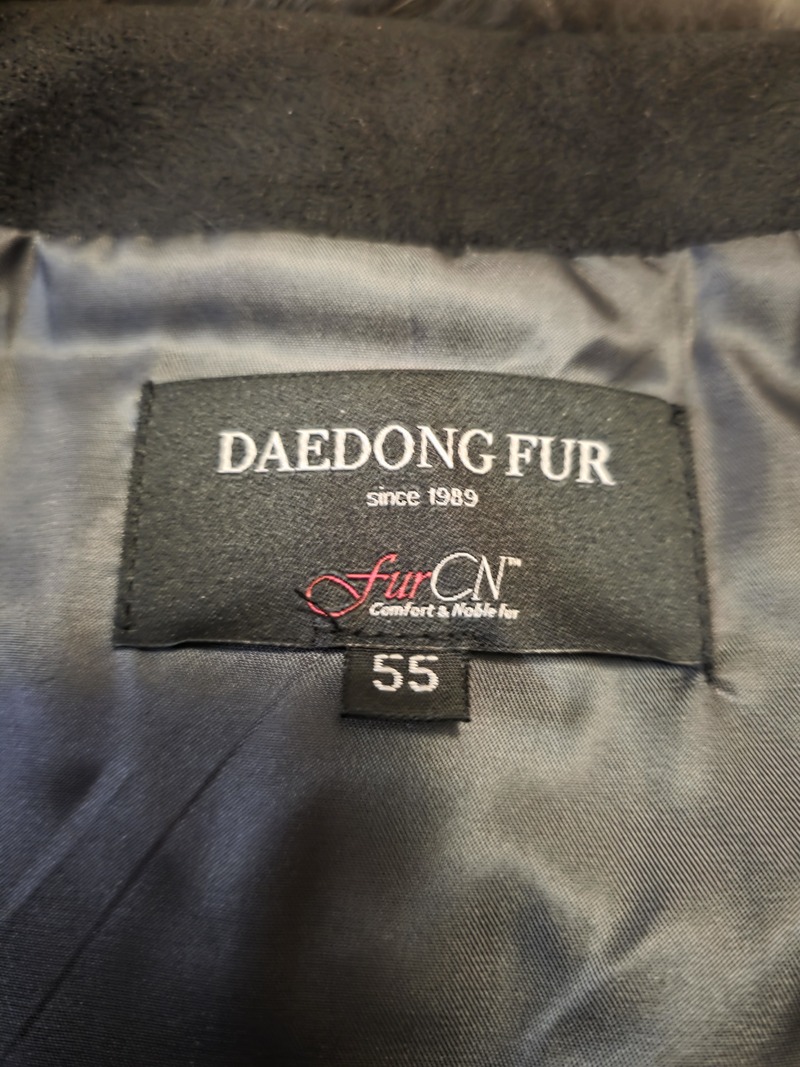 DAEDONG FUR
since 1989
furCN™
Comfort & Noble Fur
55